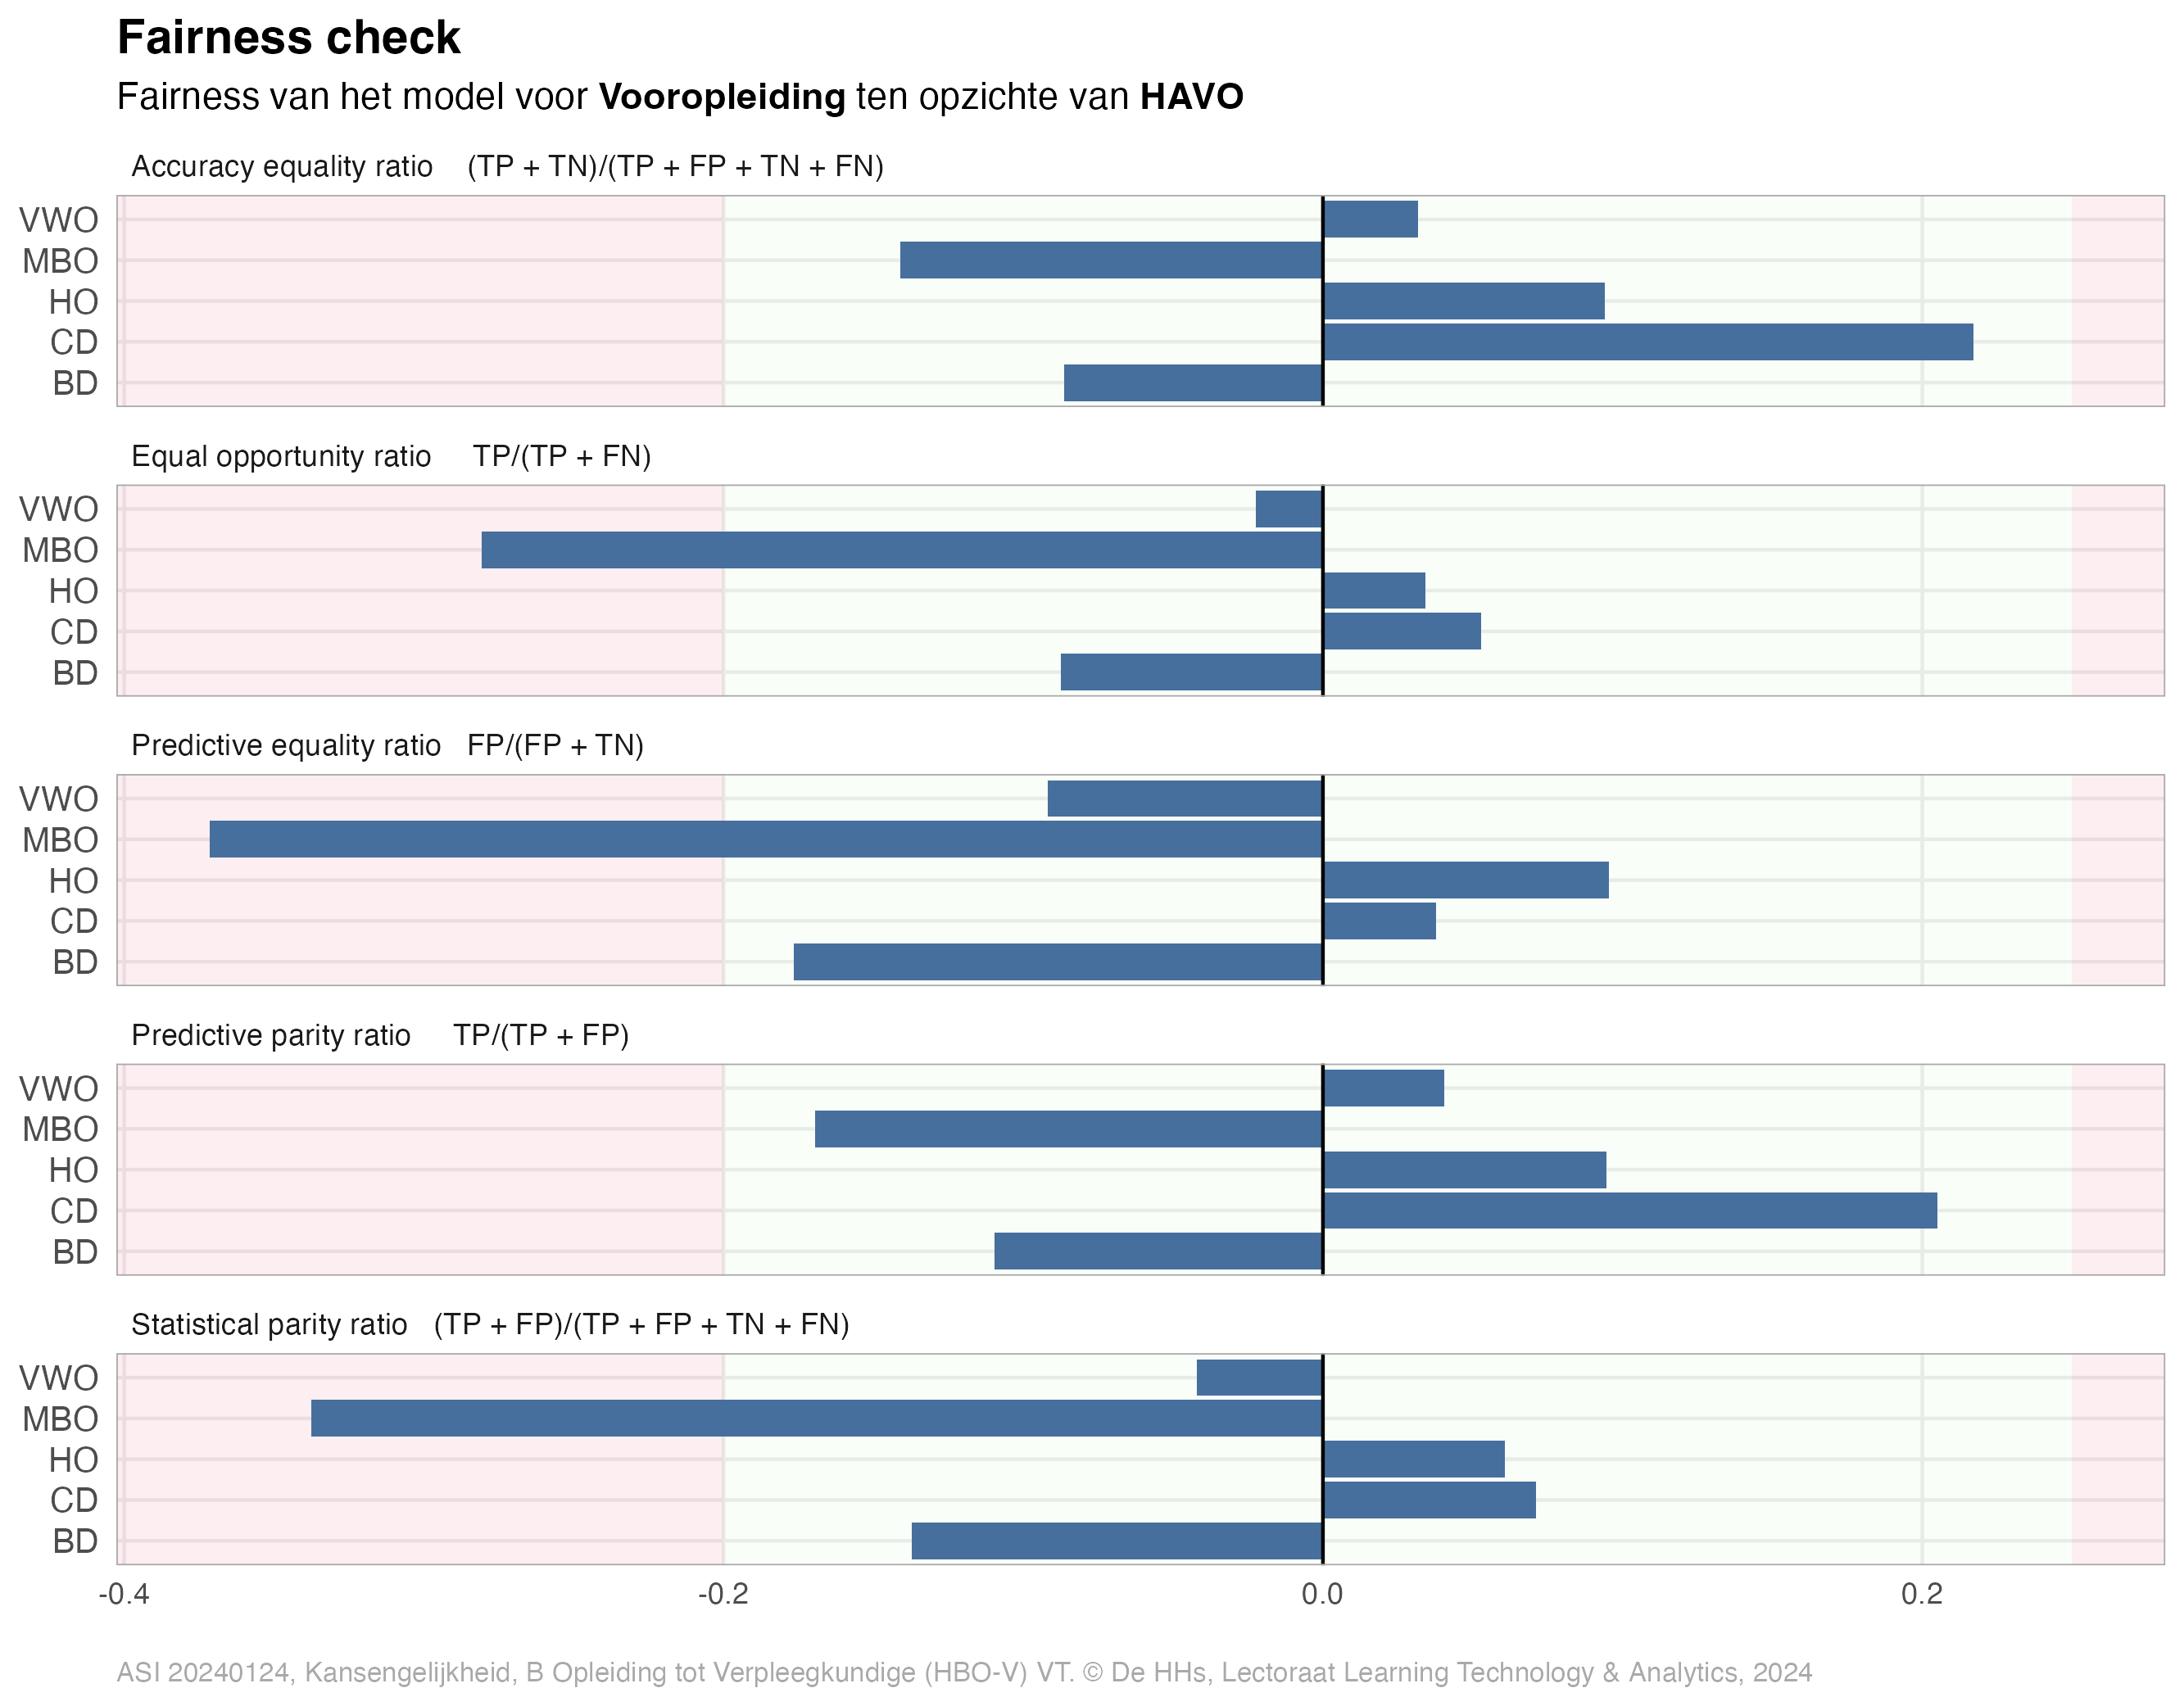 Fairness check
Fairness van het model voor Vooropleiding ten opzichte van HAVO
Accuracy equality ratio (TP + TN)/(TP + FP + TN + FN)
VWO
MBO
HO
CD
BD
Equal opportunity ratio TP/(TP + FN)
VWO
MBO
HO
CD
BD
Predictive equality ratio FP/(FP + TN)
VWO
MBO
HO
CD
BD
Predictive parity ratio TP/(TP + FP)
VWO
MBO
HO
CD
BD
Statistical parity ratio (TP + FP)/(TP + FP + TN + FN)
VWO
MBO
HO
CD
BD
-0.4 -0.2 0.0 0.2
ASI 20240124, Kansengelijkheid, B Opleiding tot Verpleegkundige (HBO-V) VT. © De HHs, Lectoraat Learning Technology & Analytics, 2024